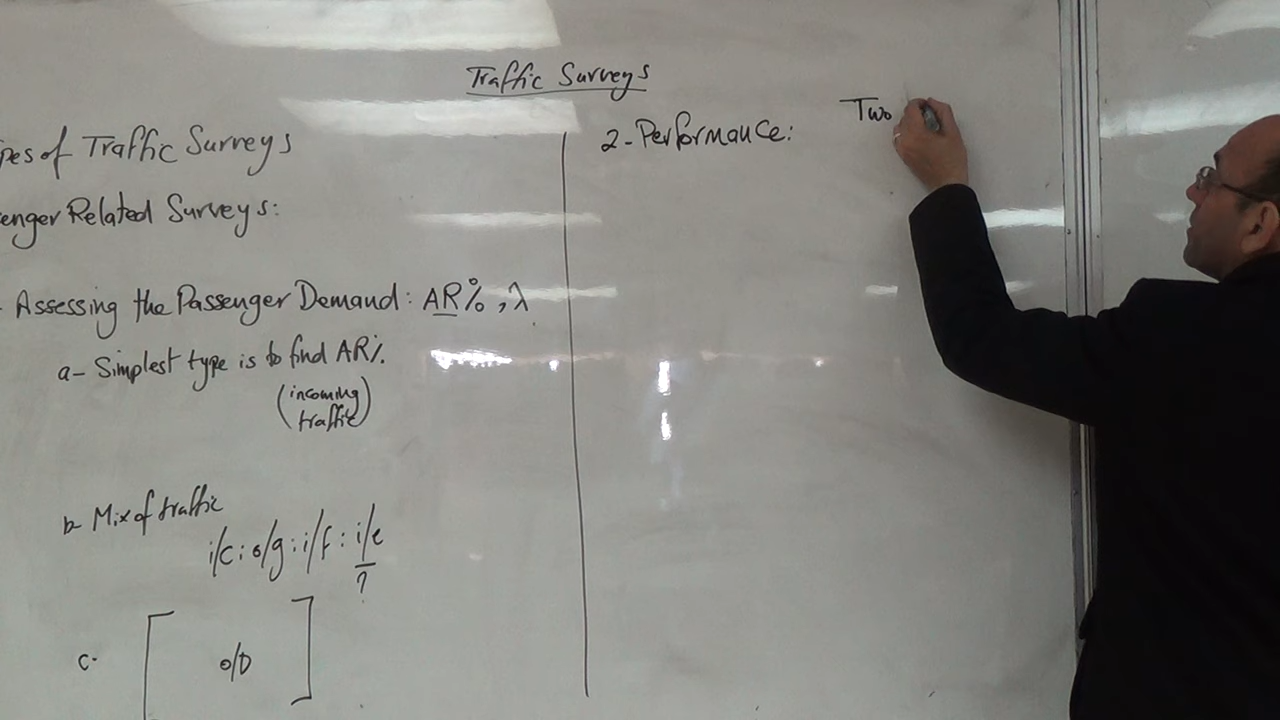 Traffic Surveys
pes of Traffic Surveys
enger Related Surveys:
- Assessing the Passenger Demand: AR%, λ
a- Simplest type is to find AR%.
(incoming
traffic)
b- Mix of traffic
i/c : o/g : i/f : i/e
?
c. [ o/D ]
2-Performance:
Two